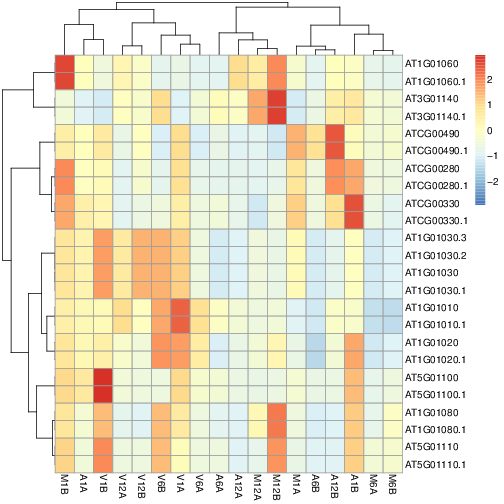 AT1G01060
AT1G01060.1
AT3G01140
AT3G01140.1
ATCG00490
ATCG00490.1
ATCG00280
ATCG00280.1
ATCG00330
ATCG00330.1
AT1G01030.3
AT1G01030.2
AT1G01030
AT1G01030.1
AT1G01010
AT1G01010.1
AT1G01020
AT1G01020.1
AT5G01100
AT5G01100.1
AT1G01080
AT1G01080.1
AT5G01110
AT5G01110.1
2
1
0
−1
−2
M1B A1A V1B V12A V12B V6B V1A V6A A6A A12A M12A M12B M1A A6B A12B A1B M6A M6B